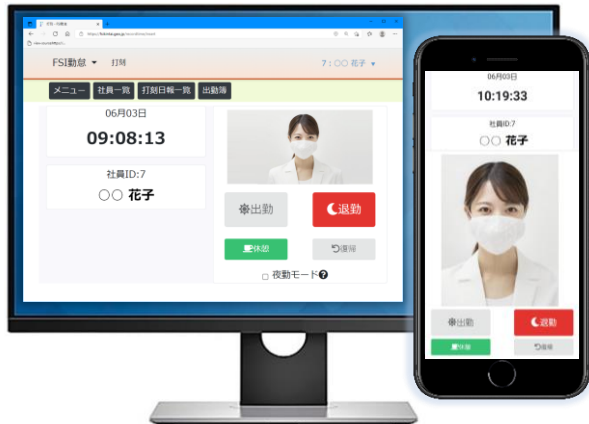 FSI勤怠 打刻
7：○○ 花子
メニュー 社員一覧 打刻日報一覧 出勤簿
06月03日
09:08:13
社員ID:7
○○ 花子
出勤
退勤
休憩
復帰
夜勤モード
06月03日
10:19:33
社員ID:7
○○ 花子
出勤
退勤
休憩
復帰